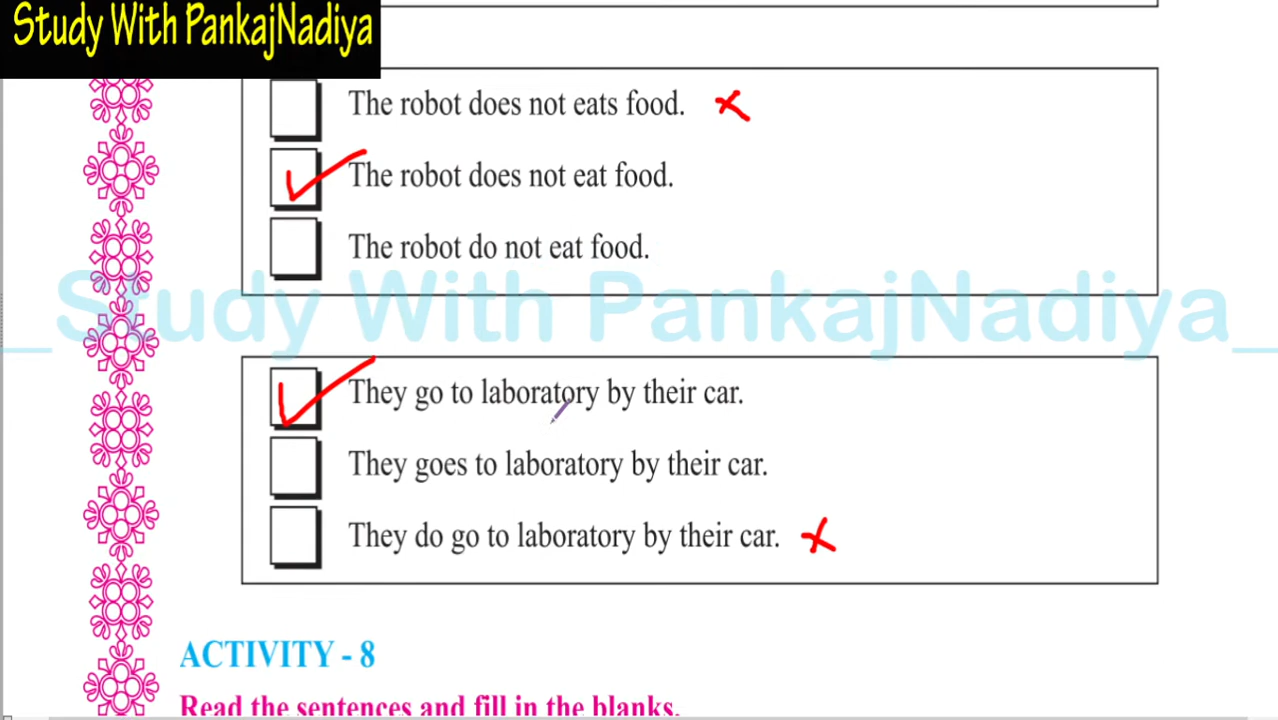 Study With PankajNadiya
The robot does not eats food.
The robot does not eat food.
The robot do not eat food.
_Study With PankajNadiya_
They go to laboratory by their car.
They goes to laboratory by their car.
They do go to laboratory by their car.
ACTIVITY - 8
Read the sentences and fill in the blanks.